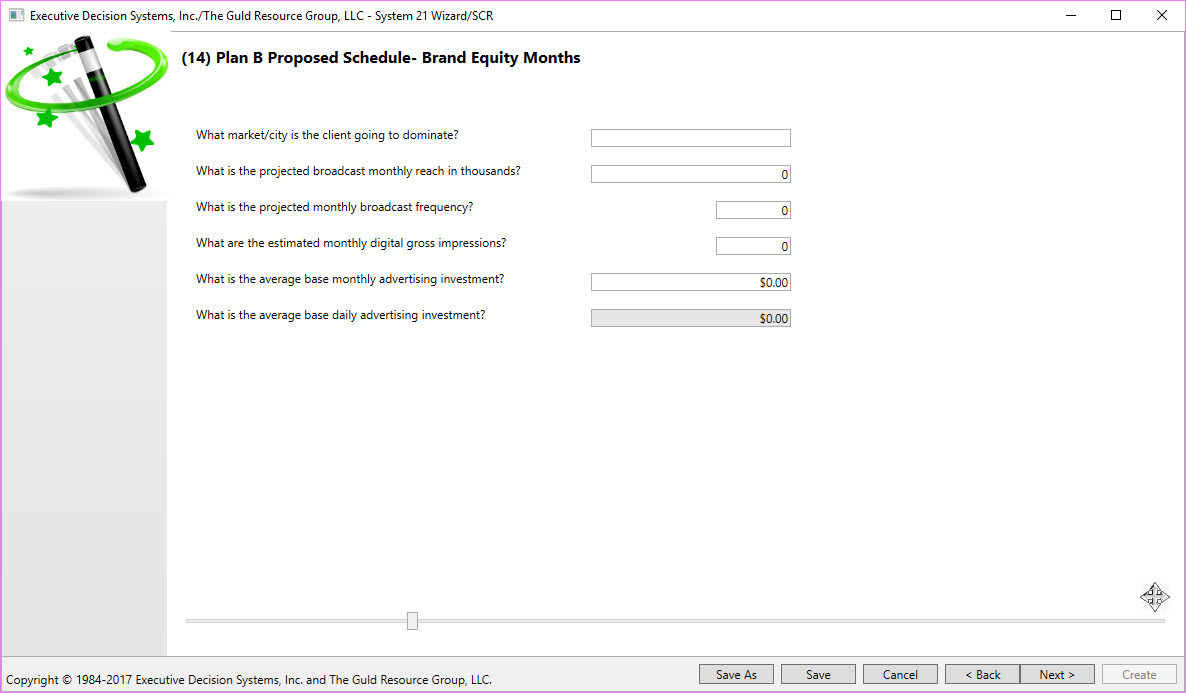 Executive Decision Systems, Inc./The Guld Resource Group, LLC - System 21 Wizard/SCR
(14) Plan B Proposed Schedule- Brand Equity Months
What market/city is the client going to dominate?
What is the projected broadcast monthly reach in thousands? 0
What is the projected monthly broadcast frequency? 0
What are the estimated monthly digital gross impressions? 0
What is the average base monthly advertising investment? $0.00
What is the average base daily advertising investment? $0.00
Copyright © 1984-2017 Executive Decision Systems, Inc. and The Guld Resource Group, LLC. Save As Save Cancel < Back Next > Create